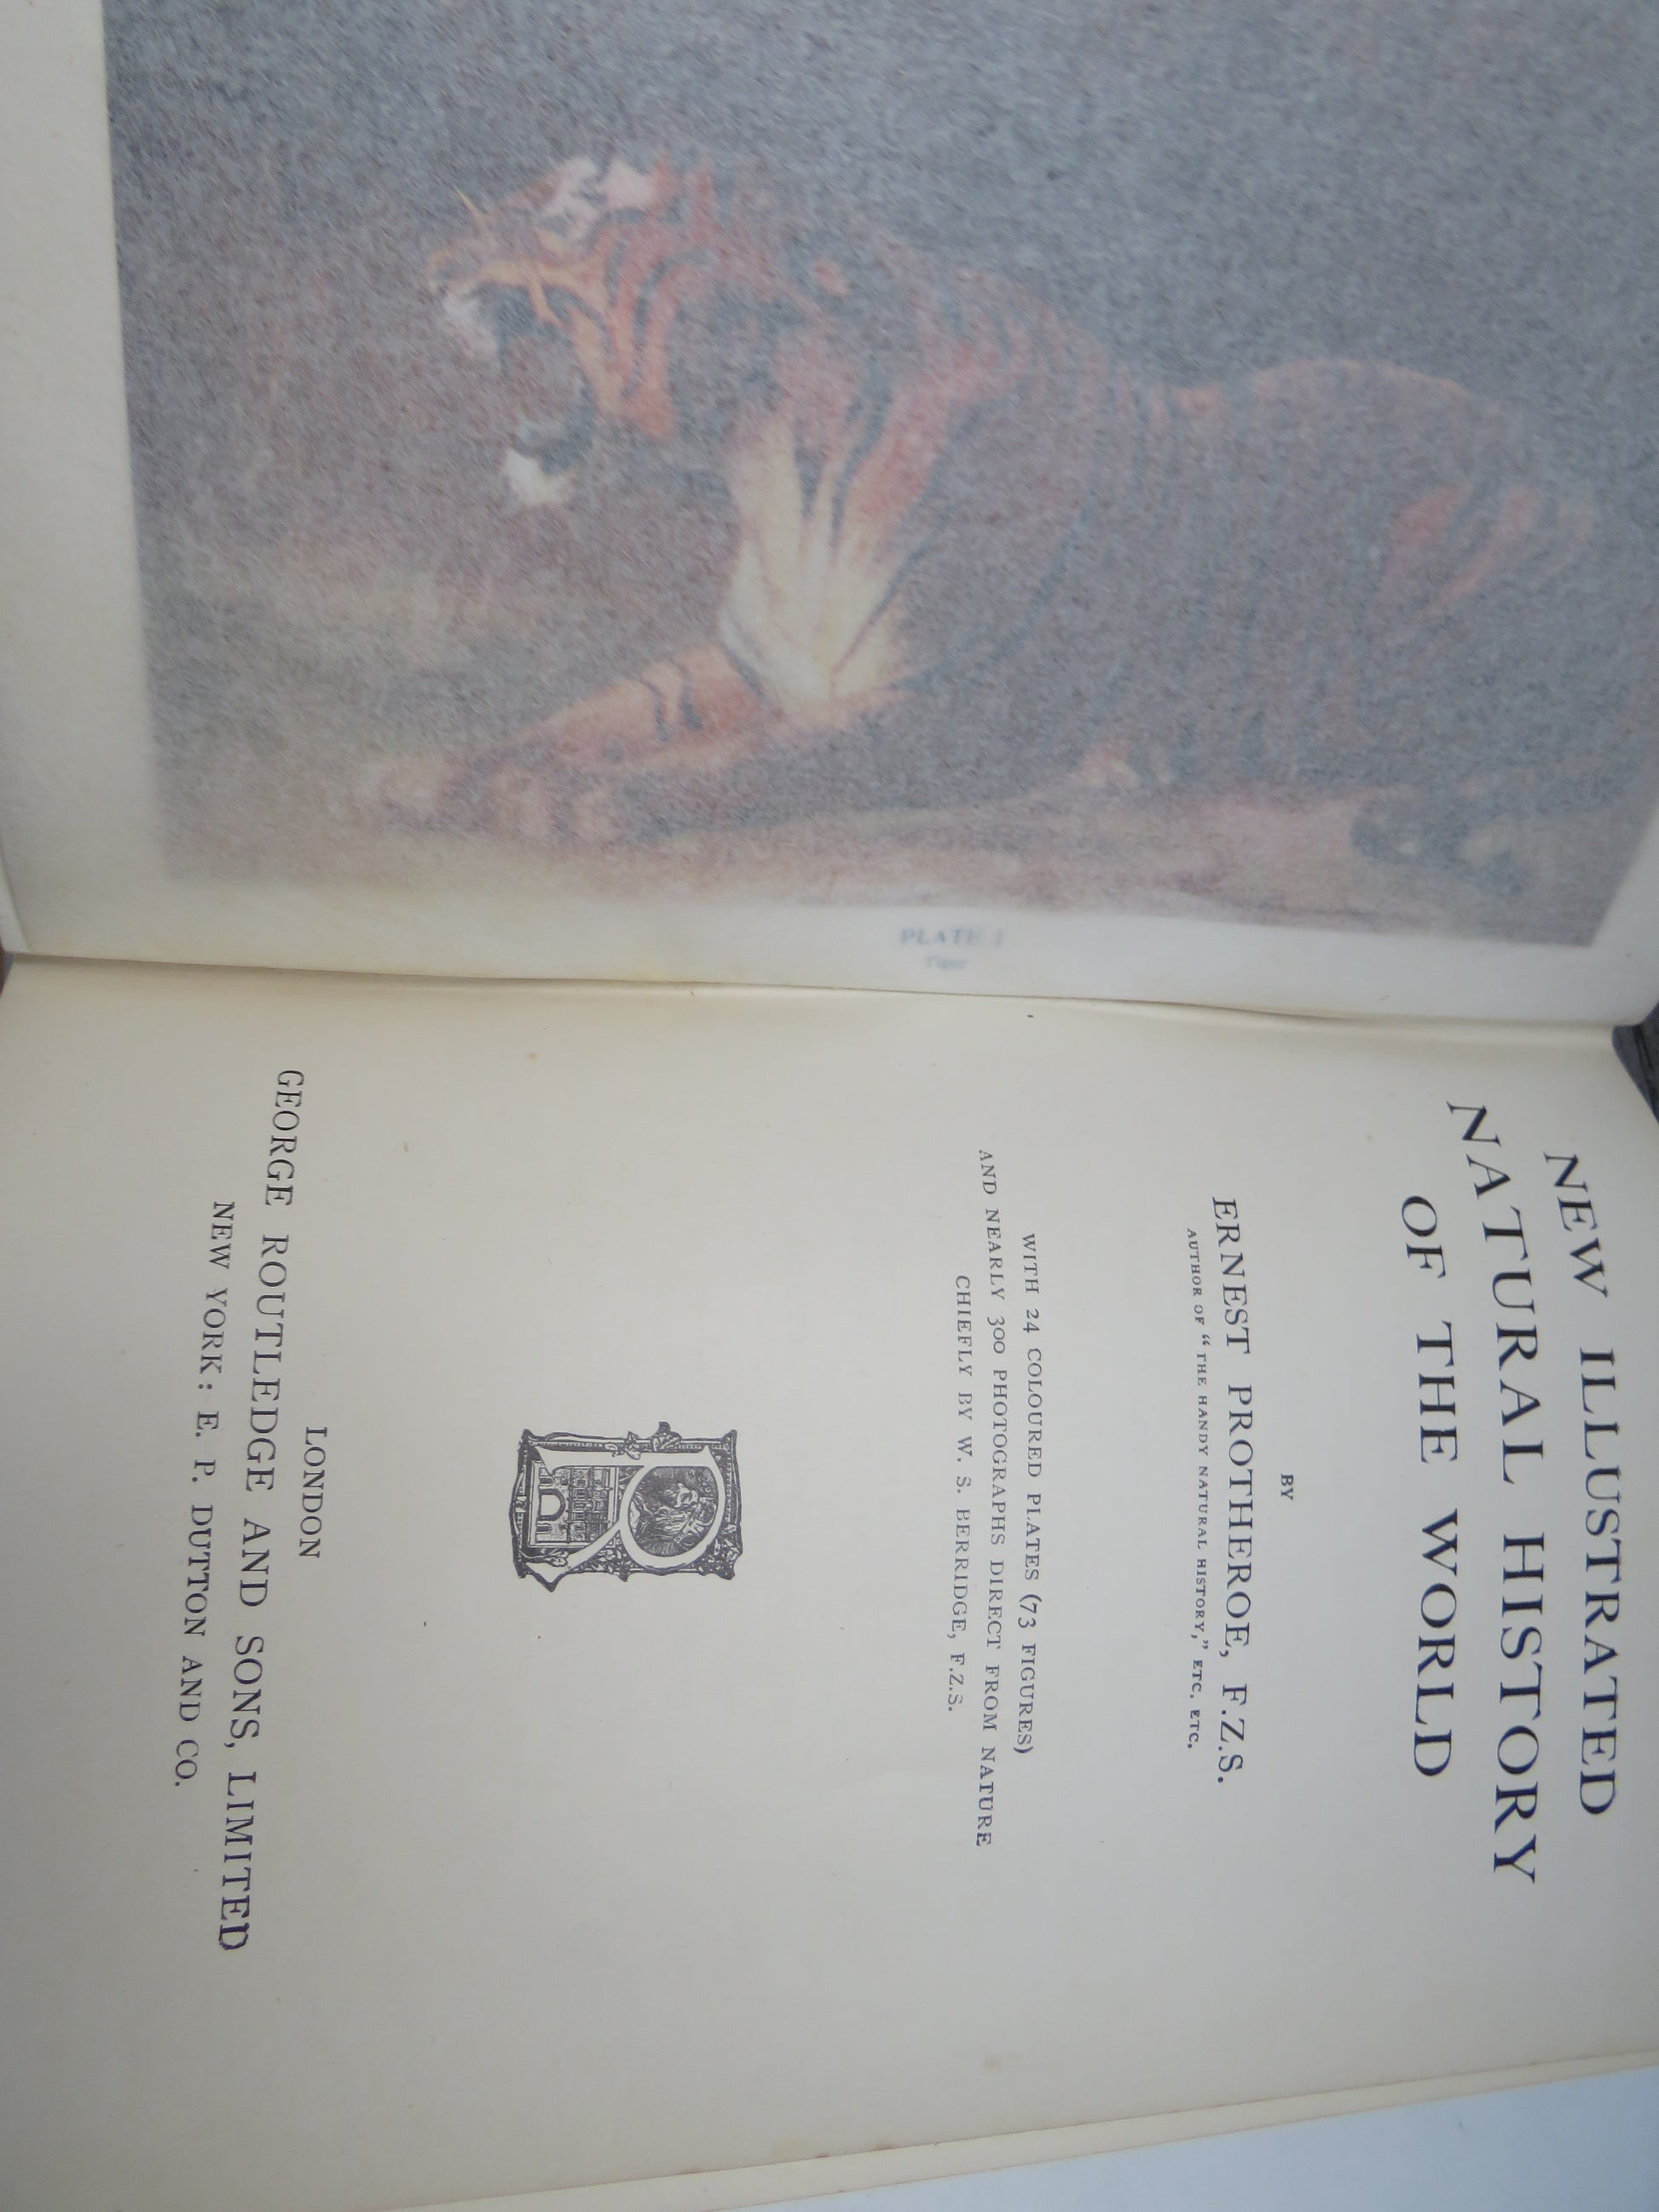 PLATE I
Tiger
NEW ILLUSTRATED
NATURAL HISTORY
OF THE WORLD
BY
ERNEST PROTHEROE, F.Z.S.
AUTHOR OF "THE HANDY NATURAL HISTORY," ETC. ETC.
WITH 24 COLOURED PLATES (73 FIGURES)
AND NEARLY 300 PHOTOGRAPHS DIRECT FROM NATURE
CHIEFLY BY W. S. BERRIDGE, F.Z.S.
R
LONDON
GEORGE ROUTLEDGE AND SONS, LIMITED
NEW YORK: E. P. DUTTON AND CO.